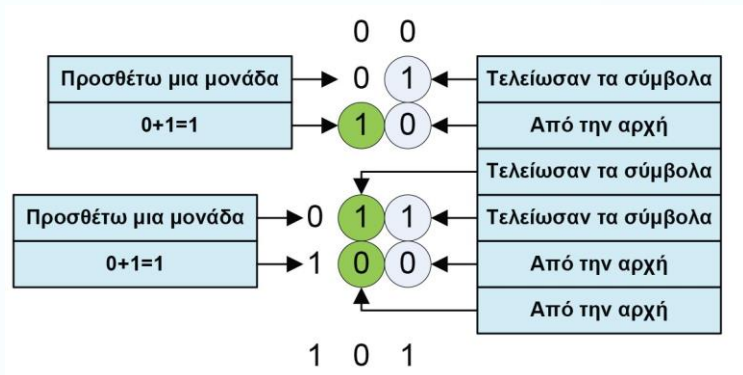 0 0
Προσθέτω μια μονάδα 0 1 Τελείωσαν τα σύμβολα
0+1=1 1 0 Από την αρχή
Τελείωσαν τα σύμβολα
Προσθέτω μια μονάδα 0 1 1 Τελείωσαν τα σύμβολα
0+1=1 1 0 0 Από την αρχή
Από την αρχή
1 0 1